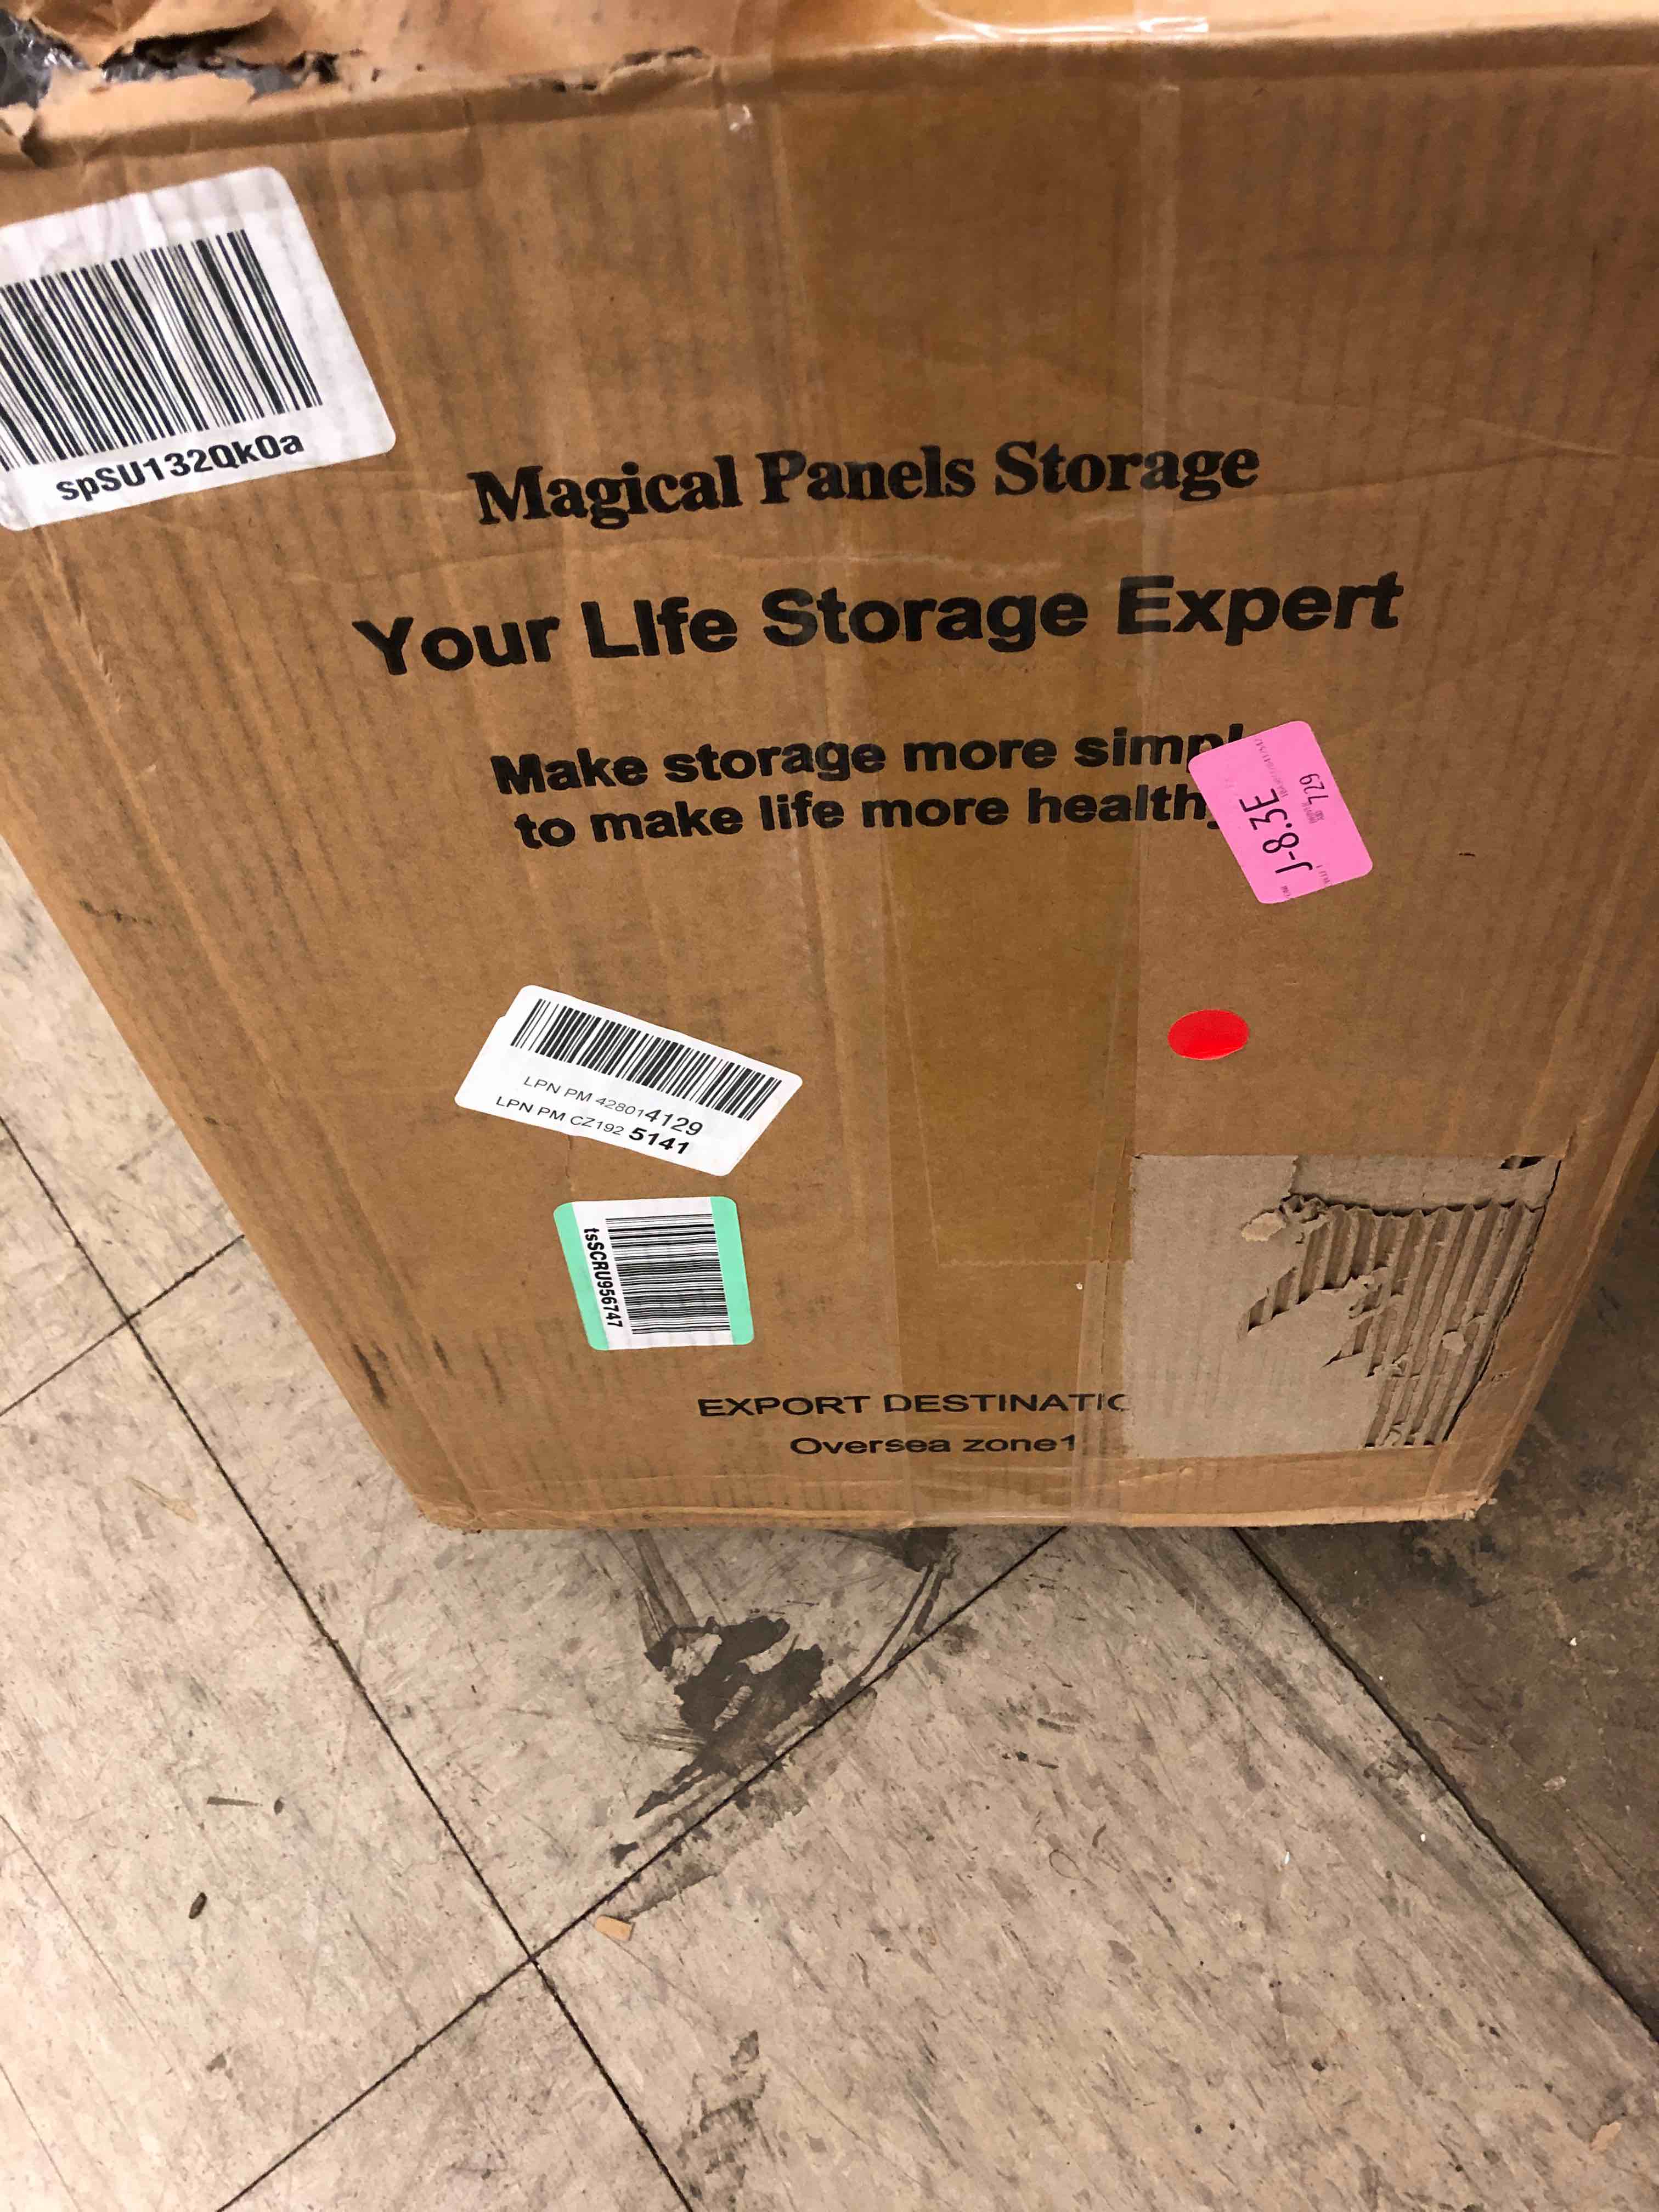 spSU132Qk0a
Magical Panels Storage
Your LIfe Storage Expert
Make storage more simpl
to make life more health
J-8.3E
729
LPN PM 428014129
LPN PM CZ192 5141
tsSCRU956747
EXPORT DESTINATIO
Oversea zone1